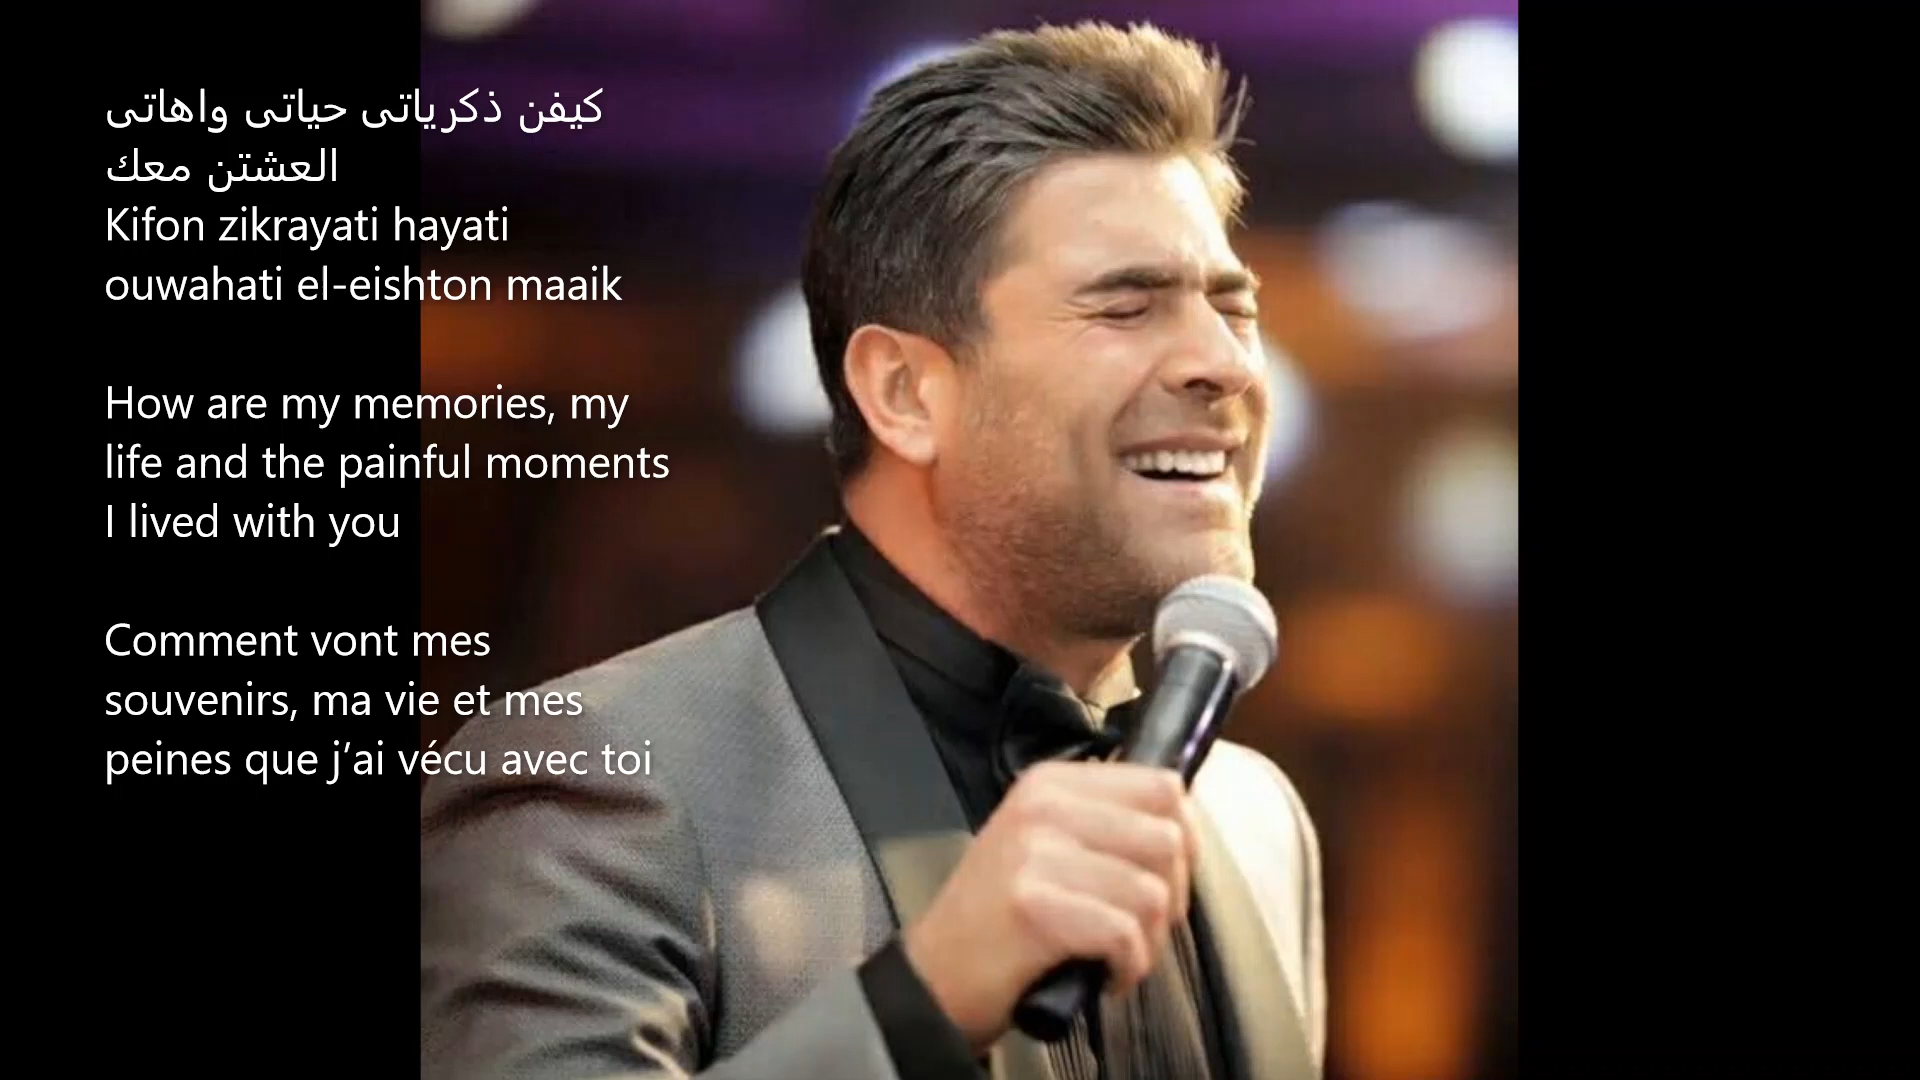 كيفن ذكرياتى حياتى واهاتى
العشتن معك
Kifon zikrayati hayati
ouwahati el-eishton maaik
How are my memories, my
life and the painful moments
I lived with you
Comment vont mes
souvenirs, ma vie et mes
peines que j’ai vécu avec toi